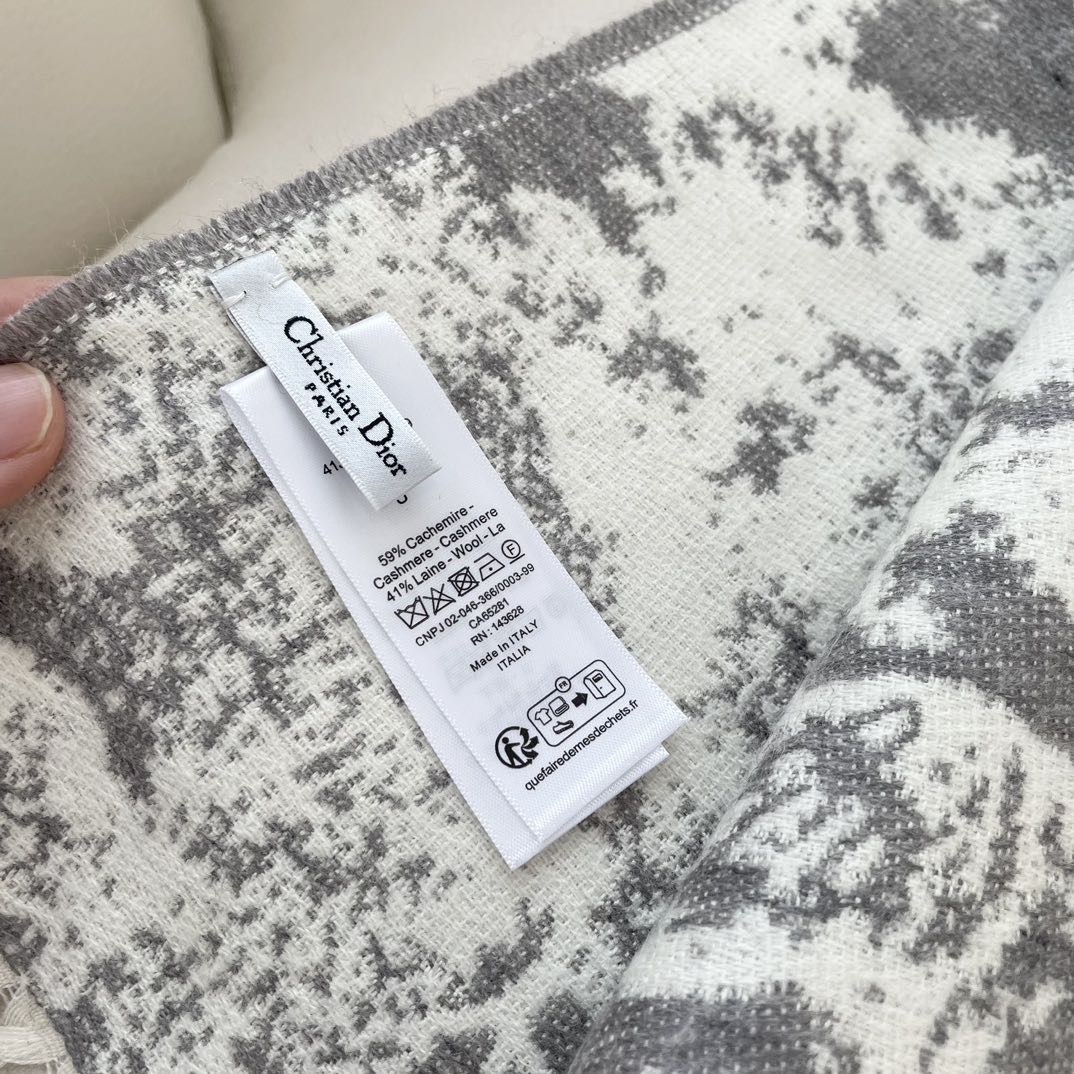 Christian Dior
PARIS
59% Cachemire -
Cashmere - Cashmere
41% Laine - Wool - La
F
CNPJ 02-046-366/0003-99
CA65281
RN : 143628
Made In ITALY
ITALIA
FR
quefairedemesdechets.fr